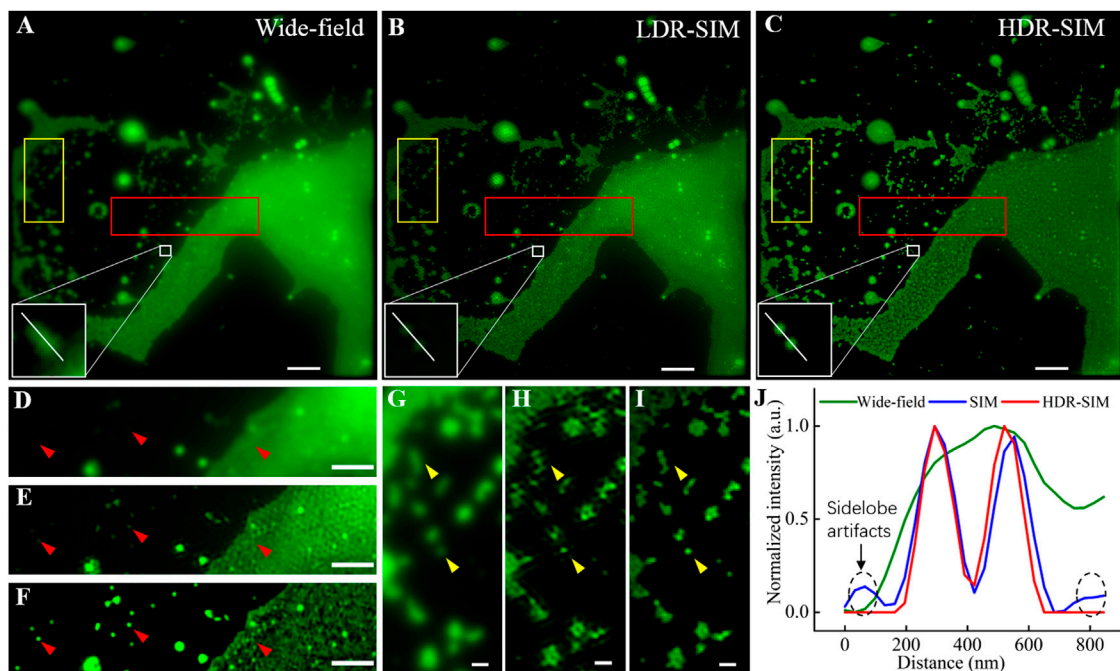 A Wide-field
B LDR-SIM
C HDR-SIM
D
E
F
G
H
I
J
Wide-field SIM HDR-SIM
Normalized intensity (a.u.)
1.0
0.5
0.0
Sidelobe
artifacts
0 200 400 600 800
Distance (nm)